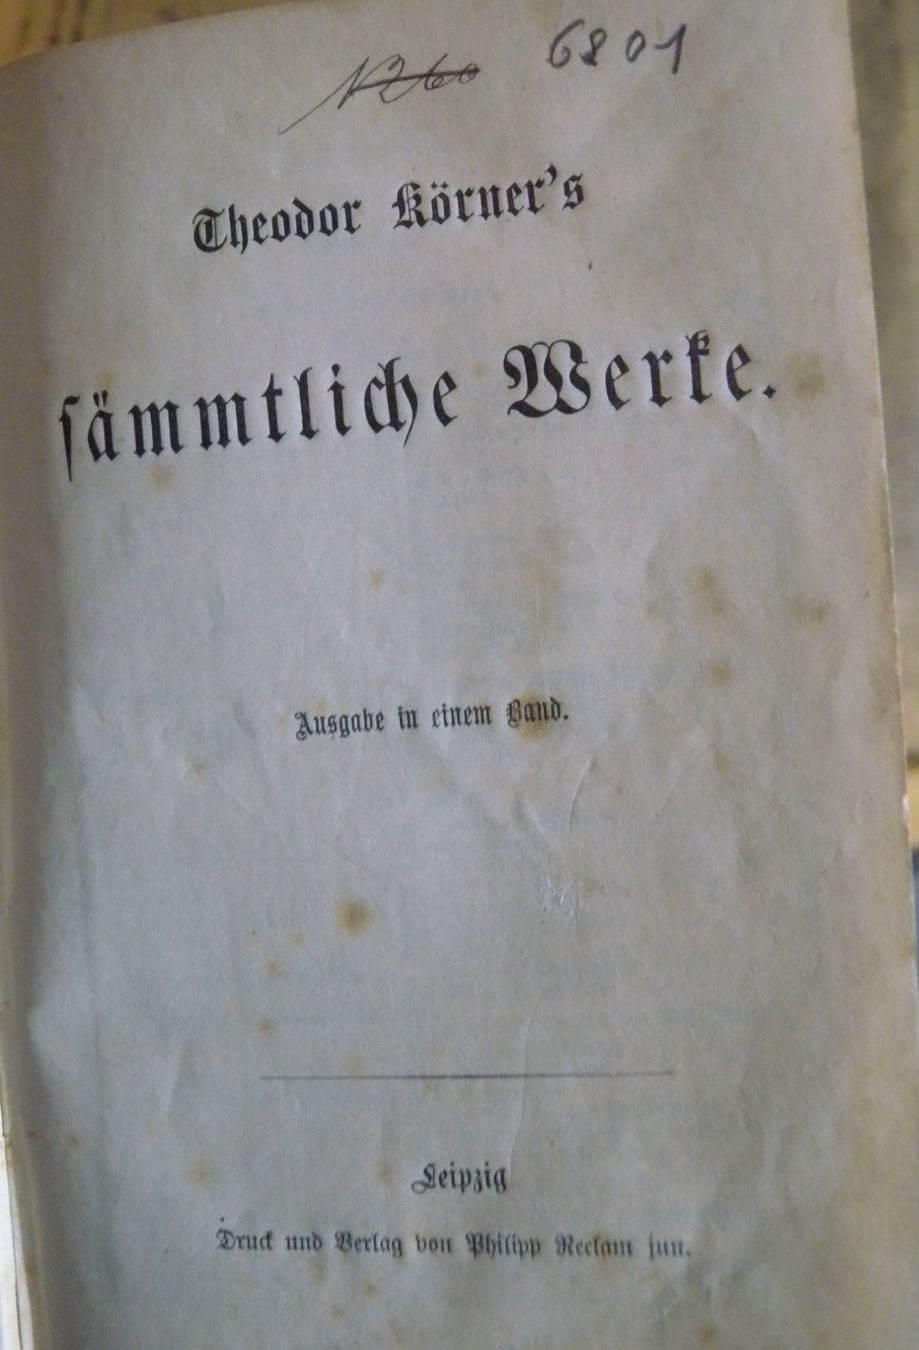 6801
Theodor Körner's
sämmtliche Werke.
Ausgabe in einem Band.
Leipzig
Druck und Verlag von Philipp Reclam jun.